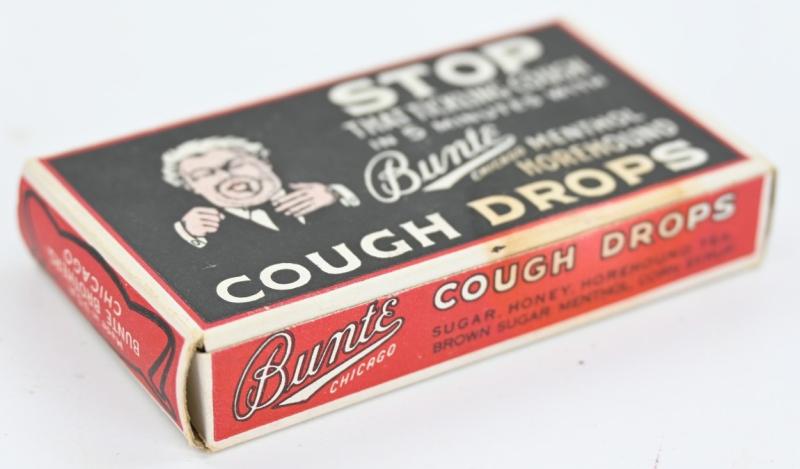 STOP
THAT TICKLING COUGH
IN 5 MINUTES WITH
Bunte
CHICAGO
MENTHOL
HOREHOUND
COUGH DROPS
Bunte
CHICAGO
COUGH DROPS
SUGAR, HONEY, HOREHOUND TEA,
BROWN SUGAR MENTHOL, CORN SYRUP
BUNTE BROTHERS
CHICAGO